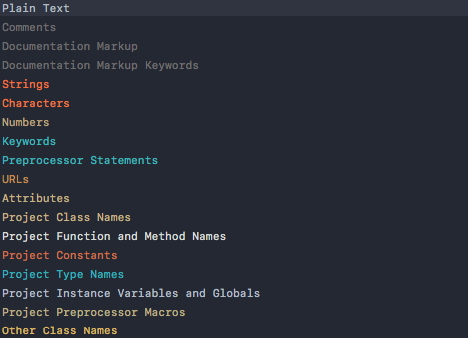 Plain Text
Comments
Documentation Markup
Documentation Markup Keywords
Strings
Characters
Numbers
Keywords
Preprocessor Statements
URLs
Attributes
Project Class Names
Project Function and Method Names
Project Constants
Project Type Names
Project Instance Variables and Globals
Project Preprocessor Macros
Other Class Names